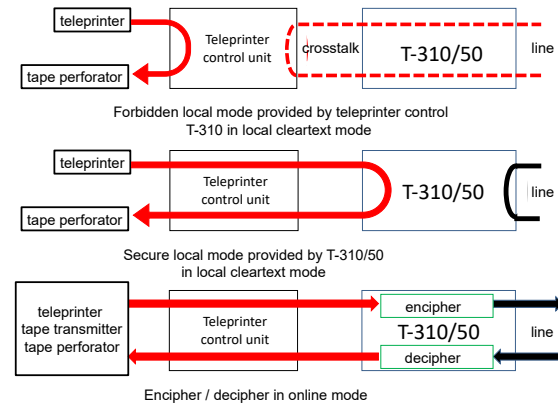 teleprinter
tape perforator
Teleprinter
control unit
crosstalk
T-310/50
line
Forbidden local mode provided by teleprinter control
T-310 in local cleartext mode
teleprinter
tape perforator
Teleprinter
control unit
T-310/50
line
Secure local mode provided by T-310/50
in local cleartext mode
teleprinter
tape transmitter
tape perforator
Teleprinter
control unit
encipher
T-310/50
decipher
line
Encipher / decipher in online mode